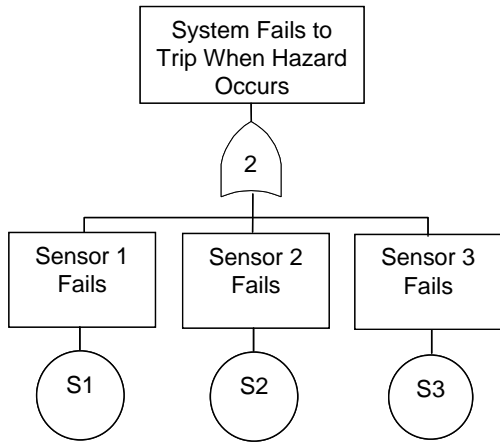 System Fails to
Trip When Hazard
Occurs
2
Sensor 1
Fails
Sensor 2
Fails
Sensor 3
Fails
S1
S2
S3